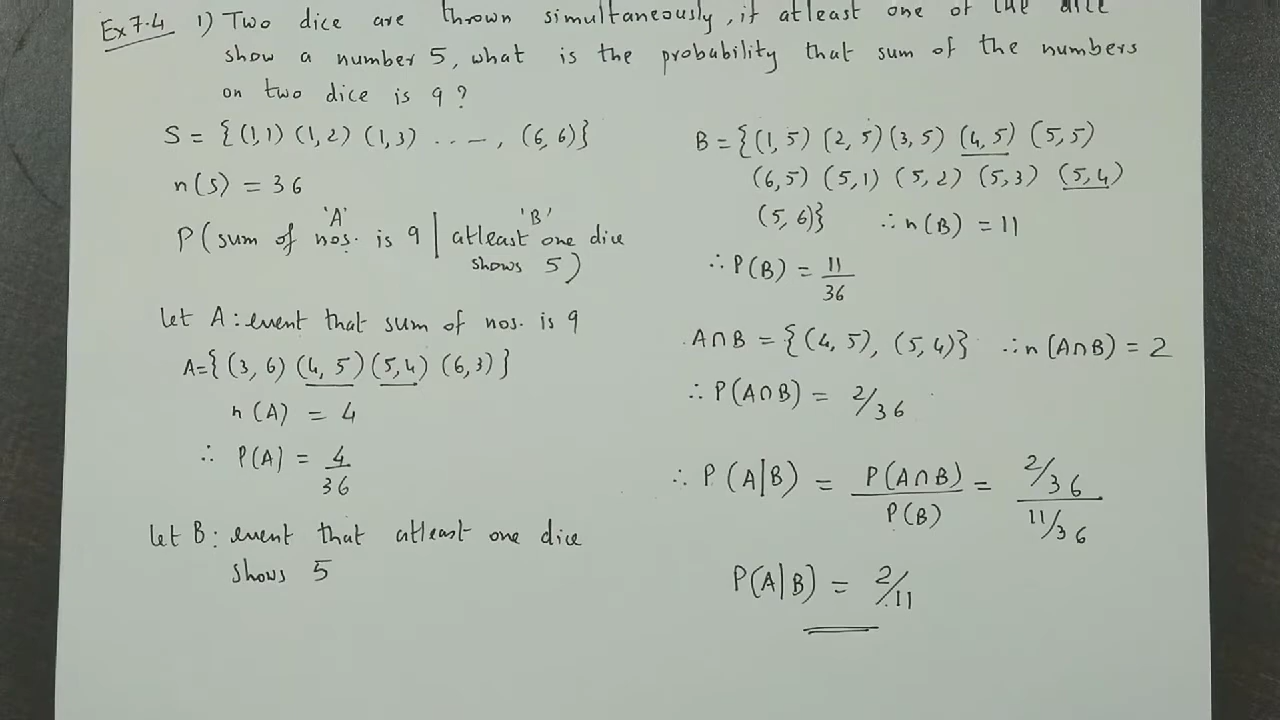 Ex 7.4 1) Two dice are thrown simultaneously, if atleast one of the dice
show a number 5, what is the probability that sum of the numbers
on two dice is 9?
S = {(1,1) (1,2) (1,3) ..—, (6,6)}
n(S) = 36
'A' 'B'
P(sum of nos. is 9 | atleast one dice
shows 5)
Let A: event that sum of nos. is 9
A={(3,6) (4,5) (5,4) (6,3)}
n(A) = 4
∴ P(A) = 4/36
Let B: event that atleast one dice
shows 5
B = {(1,5) (2,5) (3,5) (4,5) (5,5)
(6,5) (5,1) (5,2) (5,3) (5,4)
(5,6)} ∴ n(B) = 11
∴ P(B) = 11/36
A∩B = {(4,5), (5,4)} ∴ n(A∩B) = 2
∴ P(A∩B) = 2/36
∴ P(A|B) = P(A∩B)/P(B) = (2/36)/(11/36)
P(A|B) = 2/11